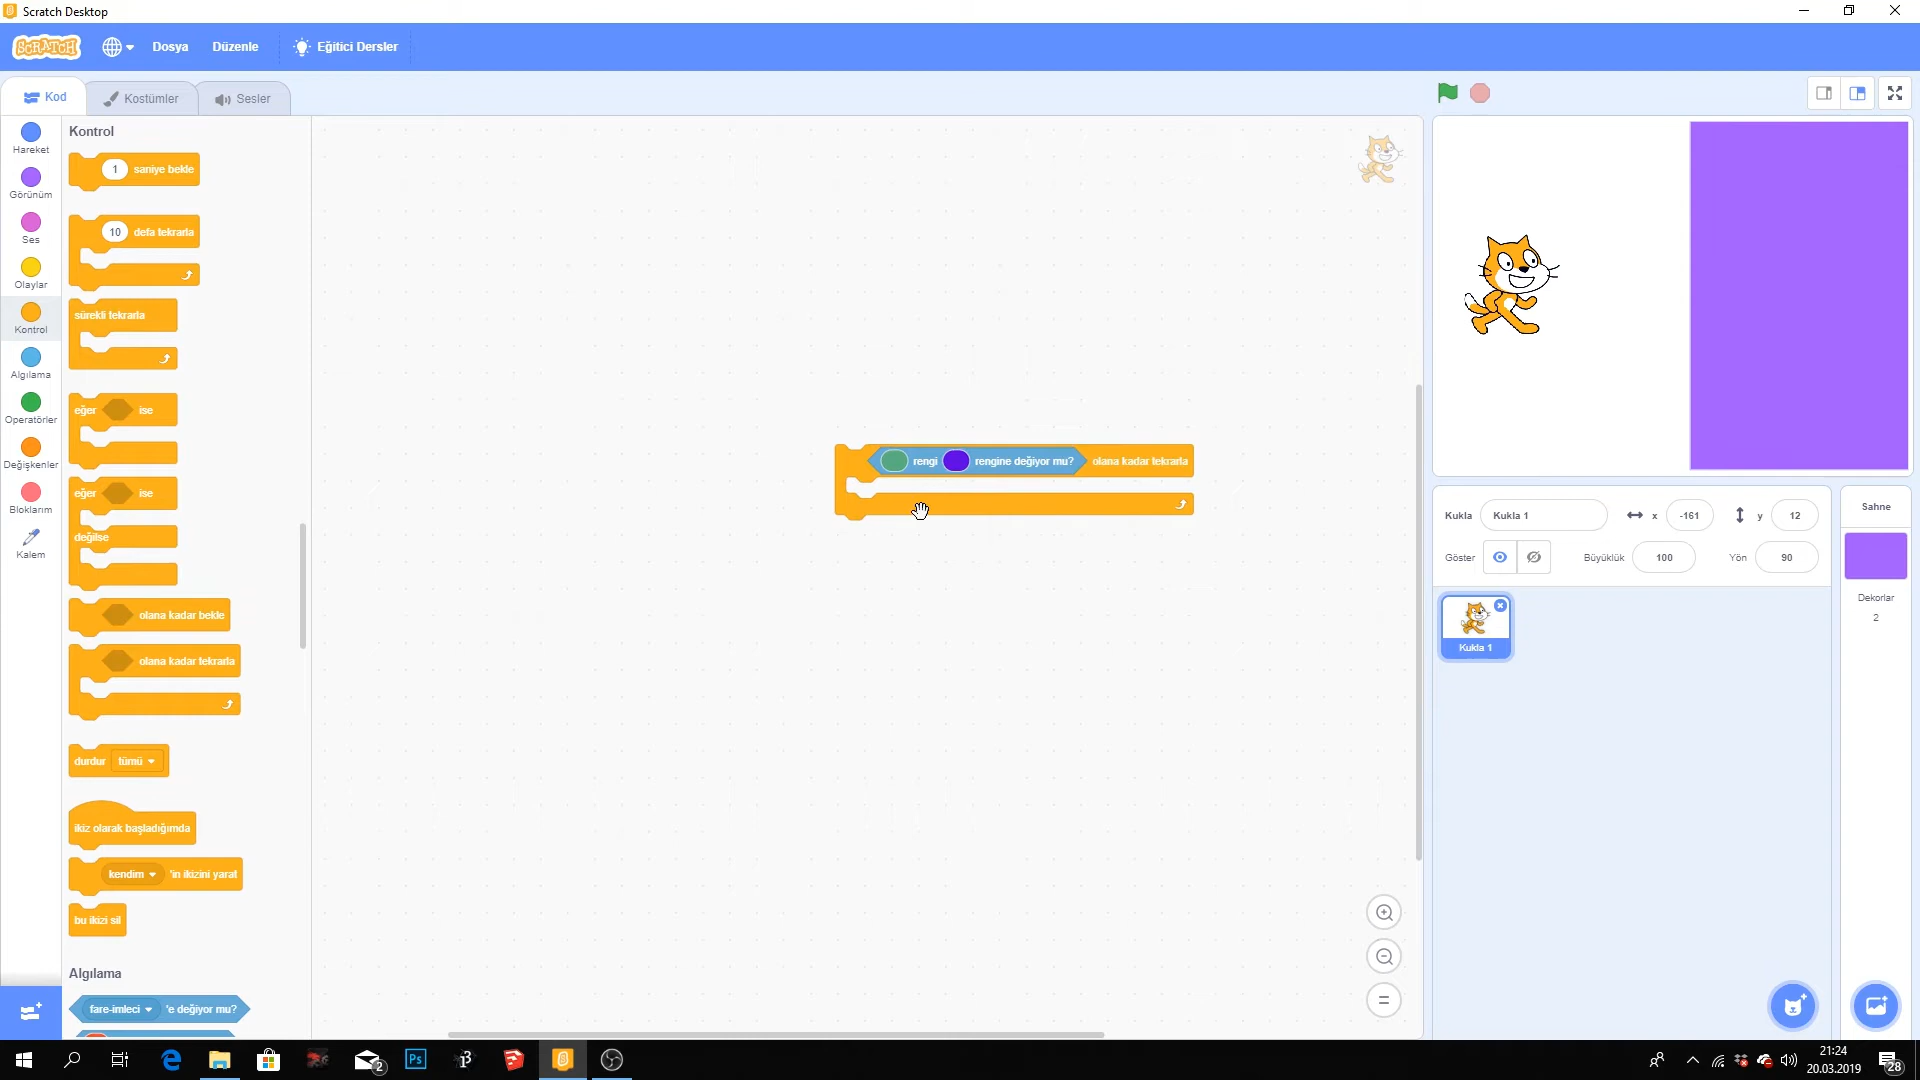 Scratch Desktop
SCRATCH
Dosya
Düzenle
Eğitici Dersler
Kod
Kostümler
Sesler
Hareket
Görünüm
Ses
Olaylar
Kontrol
Algılama
Operatörler
Değişkenler
Bloklarım
Kalem
Kontrol
1 saniye bekle
10 defa tekrarla
sürekli tekrarla
eğer ise
eğer ise
değilse
olana kadar bekle
olana kadar tekrarla
durdur tümü
ikiz olarak başladığımda
kendim 'in ikizini yarat
bu ikizi sil
Algılama
fare-imleci 'e değiyor mu?
rengi rengine değiyor mu? olana kadar tekrarla
Kukla Kukla 1 x -161 y 12
Göster Büyüklük 100 Yön 90
Kukla 1
Sahne
Dekorlar
2
Ps
2
21:24
20.03.2019
28